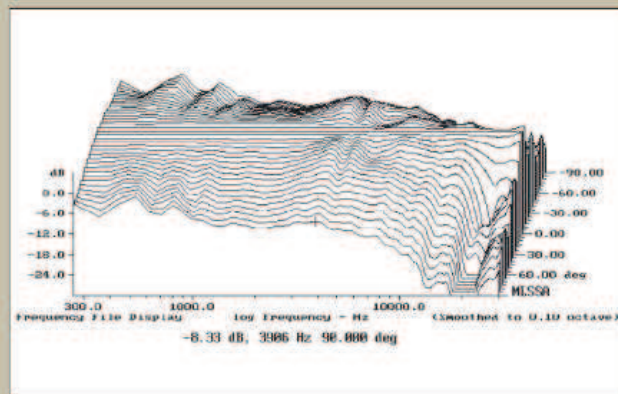 dB
0.0
-6.0
-12.0
-18.0
-24.0
-90.00
-60.00
-30.00
0.00
30.00
60.00 deg
MLSSA
300.0 1000.0 10000.0
Frequency File Display log Frequency - Hz (Smoothed to 0.10 octave)
-8.33 dB, 3906 Hz 90.000 deg